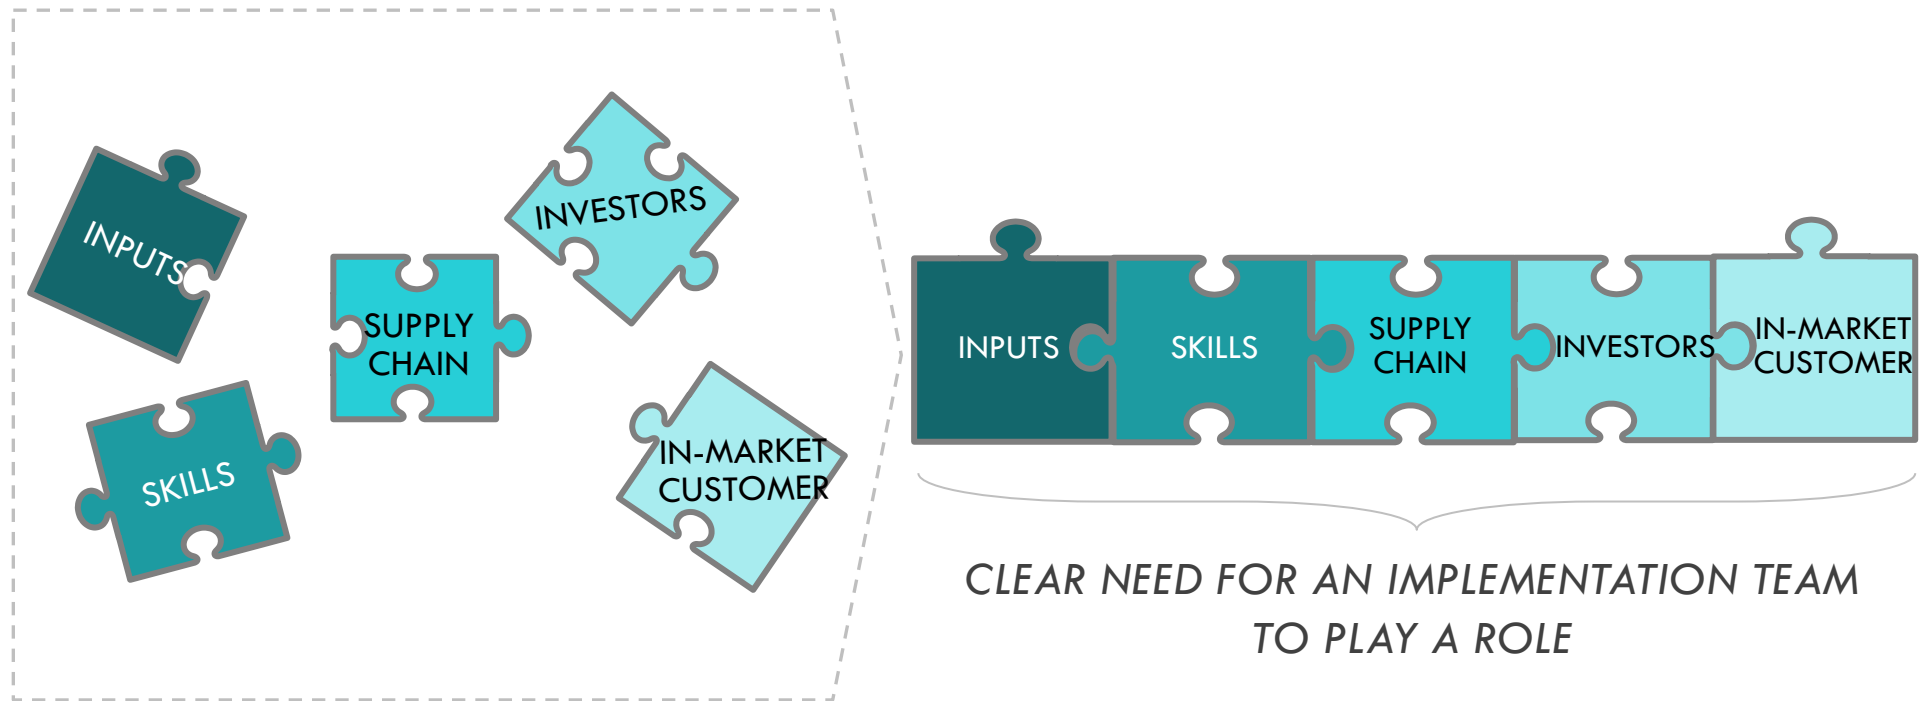 INPUTS
SKILLS
SUPPLY
CHAIN
INVESTORS
IN-MARKET
CUSTOMER
INPUTS
SKILLS
SUPPLY
CHAIN
INVESTORS
IN-MARKET
CUSTOMER
CLEAR NEED FOR AN IMPLEMENTATION TEAM
TO PLAY A ROLE